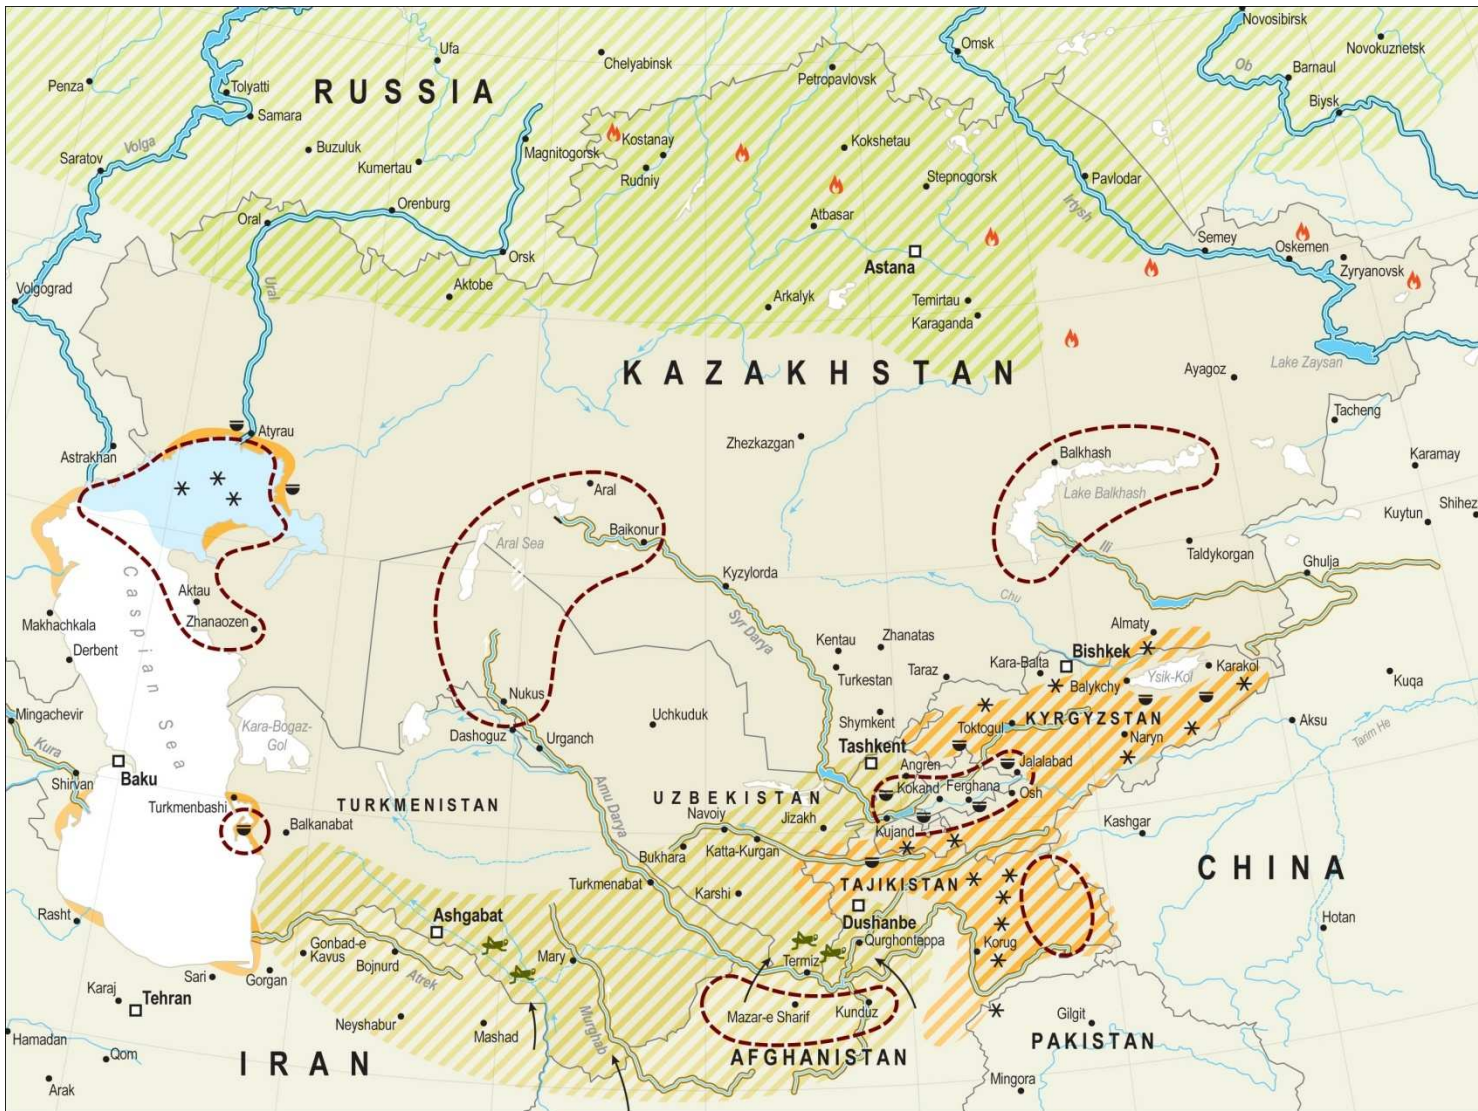 Novosibirsk
Ufa
Omsk
Novokuznetsk
Chelyabinsk
Petropavlovsk
Ob
Barnaul
Penza
Tolyatti
RUSSIA
Biysk
Samara
Volga
Kostanay
Kokshetau
Saratov
Buzuluk
Magnitogorsk
Kumertau
Rudniy
Stepnogorsk
Pavlodar
Irtysh
Orenburg
Atbasar
Oral
Semey
Orsk
Astana
Oskemen
Zyryanovsk
Ural
Volgograd
Aktobe
Arkalyk
Temirtau
Karaganda
Lake Zaysan
KAZAKHSTAN
Ayagoz
Tacheng
Atyrau
Zhezkazgan
Astrakhan
Balkhash
Karamay
Aral
Lake Balkhash
Shihez
Kuytun
Baikonur
Aral Sea
Ili
Taldykorgan
Ghulja
Caspian Sea
Aktau
Kyzylorda
Chu
Makhachkala
Zhanaozen
Syr Darya
Almaty
Derbent
Kentau
Zhanatas
Bishkek
Kara-Balta
Taraz
Turkestan
Balykchy
Ysik-Kol
Karakol
Kuqa
Nukus
Mingachevir
Kara-Bogaz-
Gol
Uchkuduk
Shymkent
Toktogul
KYRGYZSTAN
Aksu
Dashoguz
Urganch
Naryn
Tarim He
Kura
Tashkent
Baku
Angren
Jalalabad
Shirvan
Turkmenbashi
TURKMENISTAN
Amu Darya
UZBEKISTAN
Kokand
Ferghana
Osh
Balkanabat
Navoiy
Jizakh
Kujand
Kashgar
Bukhara
Katta-Kurgan
CHINA
Turkmenabat
Karshi
TAJIKISTAN
Rasht
Ashgabat
Dushanbe
Hotan
Gonbad-e
Kavus
Bojnurd
Mary
Qurghonteppa
Korug
Termiz
Sari
Gorgan
Atrek
Karaj
Tehran
Neyshabur
Mashad
Murghab
Mazar-e Sharif
Kunduz
Gilgit
Hamadan
Qom
IRAN
AFGHANISTAN
PAKISTAN
Arak
Mingora